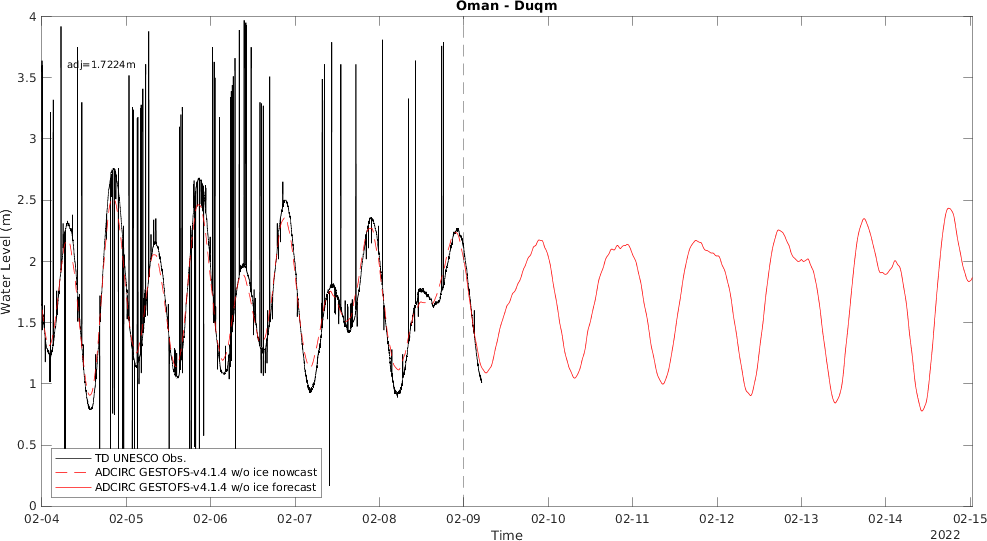 Oman - Duqm
4
3.5
3
2.5
2
1.5
1
0.5
0
Water Level (m)
adj=1.7224m
TD UNESCO Obs.
ADCIRC GESTOFS-v4.1.4 w/o ice nowcast
ADCIRC GESTOFS-v4.1.4 w/o ice forecast
02-04 02-05 02-06 02-07 02-08 02-09 02-10 02-11 02-12 02-13 02-14 02-15
Time
2022